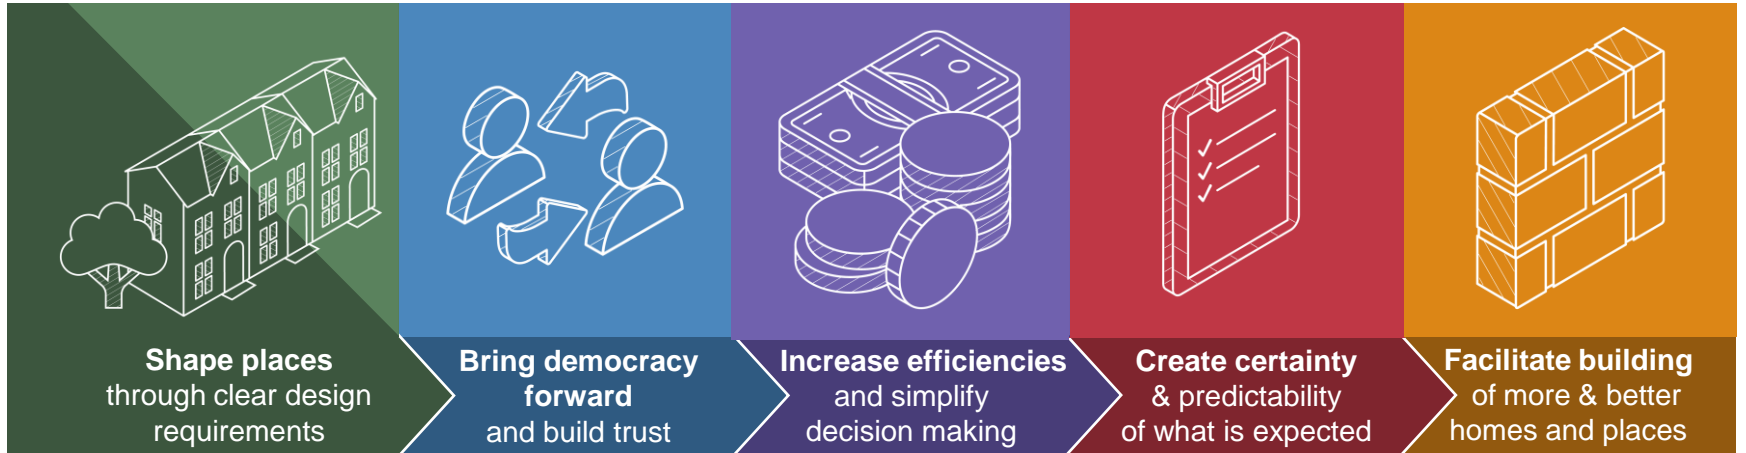 Shape places
through clear design
requirements
Bring democracy
forward
and build trust
Increase efficiencies
and simplify
decision making
Create certainty
& predictability
of what is expected
Facilitate building
of more & better
homes and places